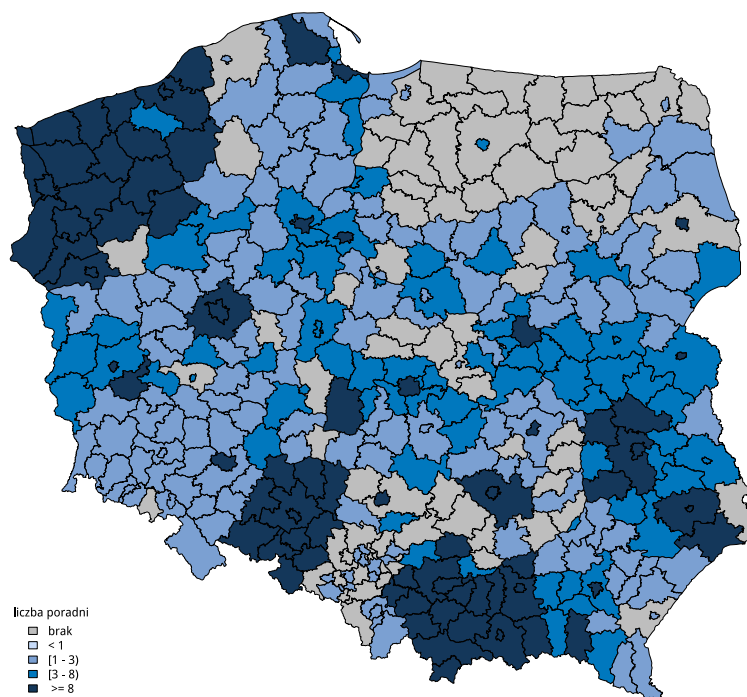 liczba poradni
brak
< 1
[1 - 3)
[3 - 8)
>= 8